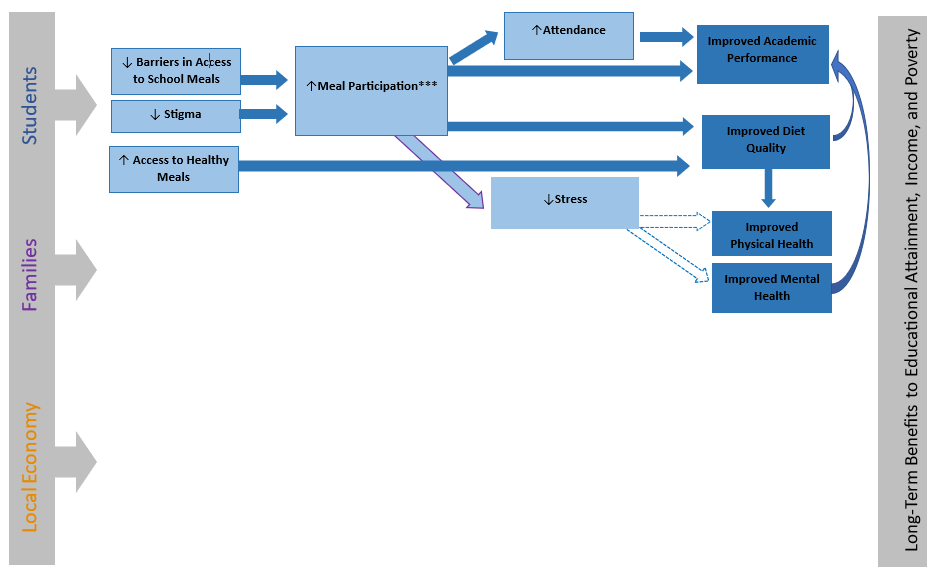 Students
Families
Local Economy
↓ Barriers in Access
to School Meals
↓ Stigma
↑ Access to Healthy
Meals
↑Meal Participation***
↑Attendance
↓Stress
Improved Academic
Performance
Improved Diet
Quality
Improved
Physical Health
Improved Mental
Health
Long-Term Benefits to Educational Attainment, Income, and Poverty